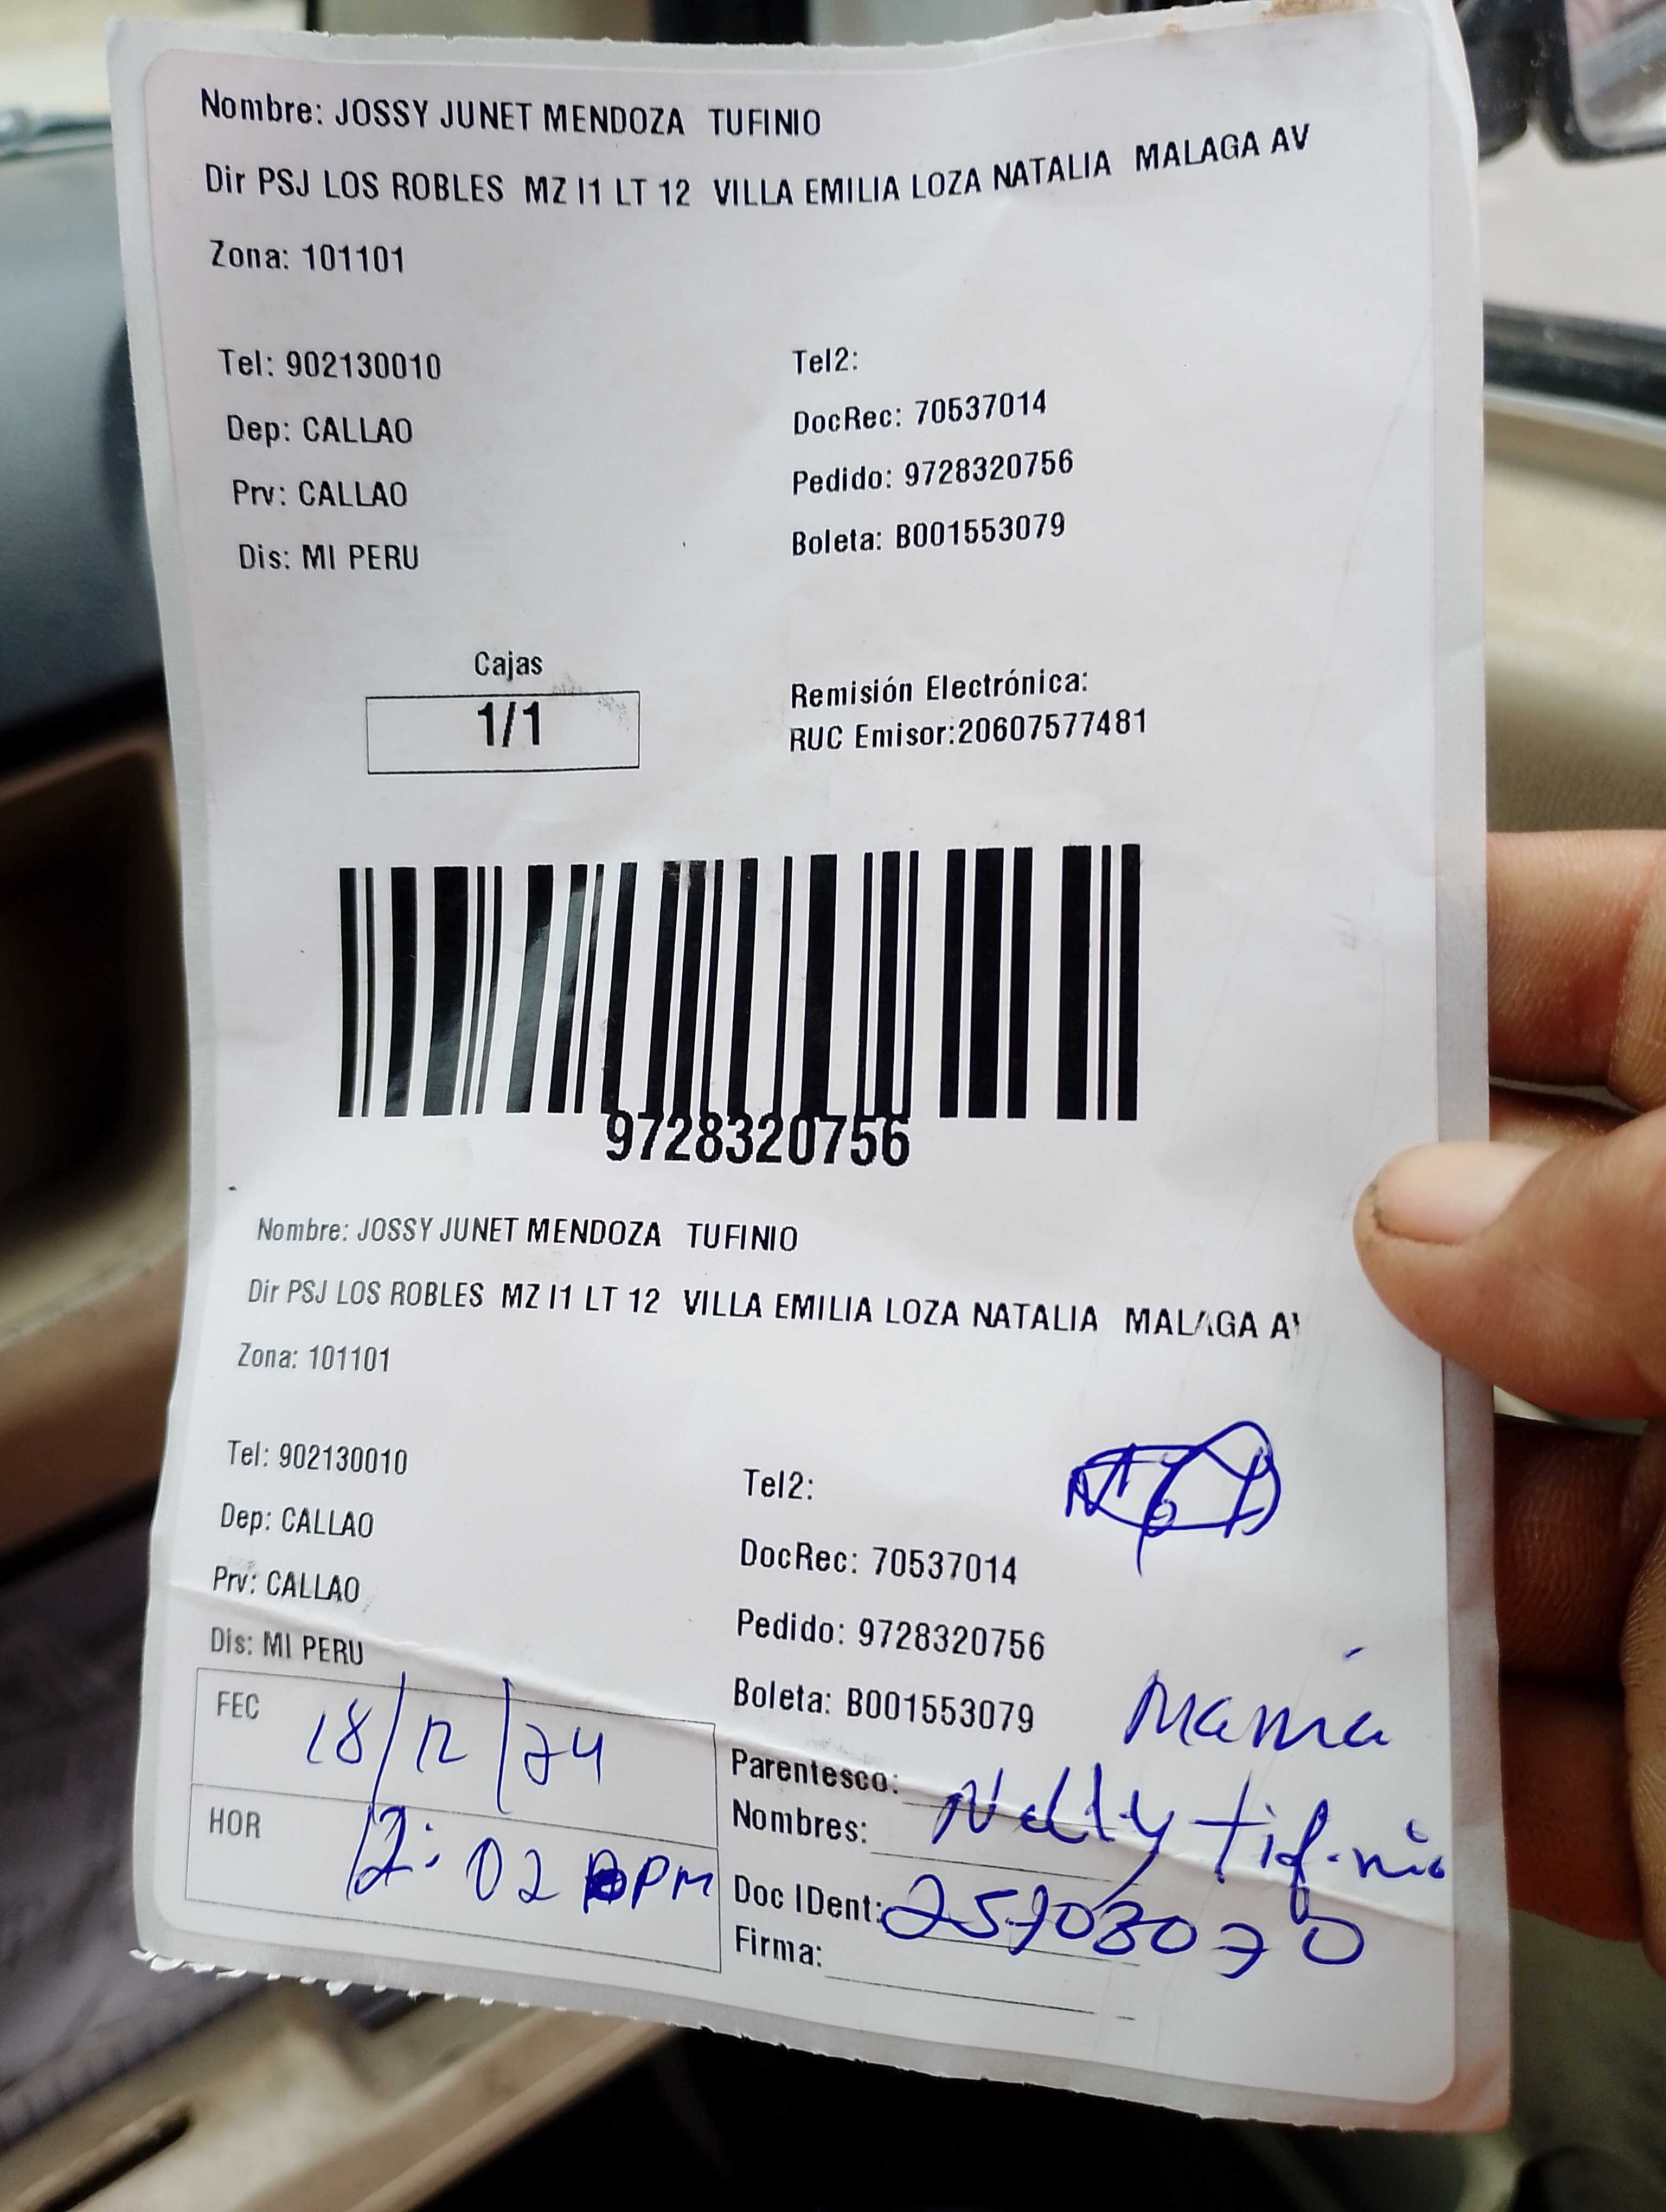 Nombre: JOSSY JUNET MENDOZA TUFINIO
Dir PSJ LOS ROBLES MZ I1 LT 12 VILLA EMILIA LOZA NATALIA MALAGA AV
Zona: 101101
Tel: 902130010
Tel2:
Dep: CALLAO
DocRec: 70537014
Prv: CALLAO
Pedido: 9728320756
Dis: MI PERU
Boleta: B001553079
Cajas
1/1
Remisión Electrónica:
RUC Emisor:20607577481
9728320756
Nombre: JOSSY JUNET MENDOZA TUFINIO
Dir PSJ LOS ROBLES MZ I1 LT 12 VILLA EMILIA LOZA NATALIA MALAGA AV
Zona: 101101
Tel: 902130010
Tel2:
Dep: CALLAO
DocRec: 70537014
Prv: CALLAO
Pedido: 9728320756
Dis: MI PERU
Boleta: B001553079
FEC 18/12/24
HOR 12:02 PM
Parentesco: Mamá
Nombres: Nelly
Doc IDent: 25703070
Firma: